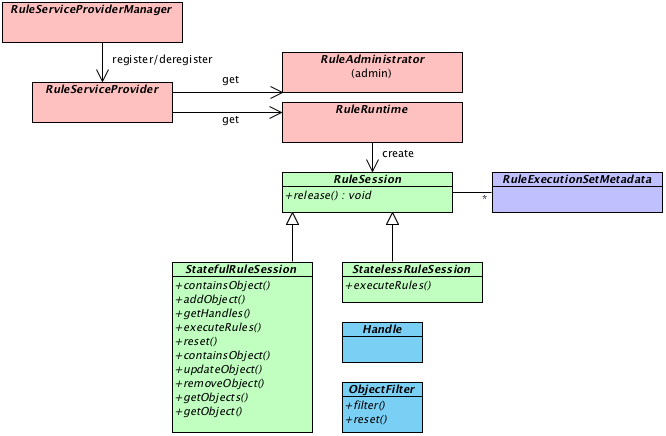 RuleServiceProviderManager
register/deregister
RuleServiceProvider
get
get
RuleAdministrator
(admin)
RuleRuntime
create
RuleSession
+release() : void
*
RuleExecutionSetMetadata
StatefulRuleSession
+containsObject()
+addObject()
+getHandles()
+executeRules()
+reset()
+containsObject()
+updateObject()
+removeObject()
+getObjects()
+getObject()
StatelessRuleSession
+executeRules()
Handle
ObjectFilter
+filter()
+reset()